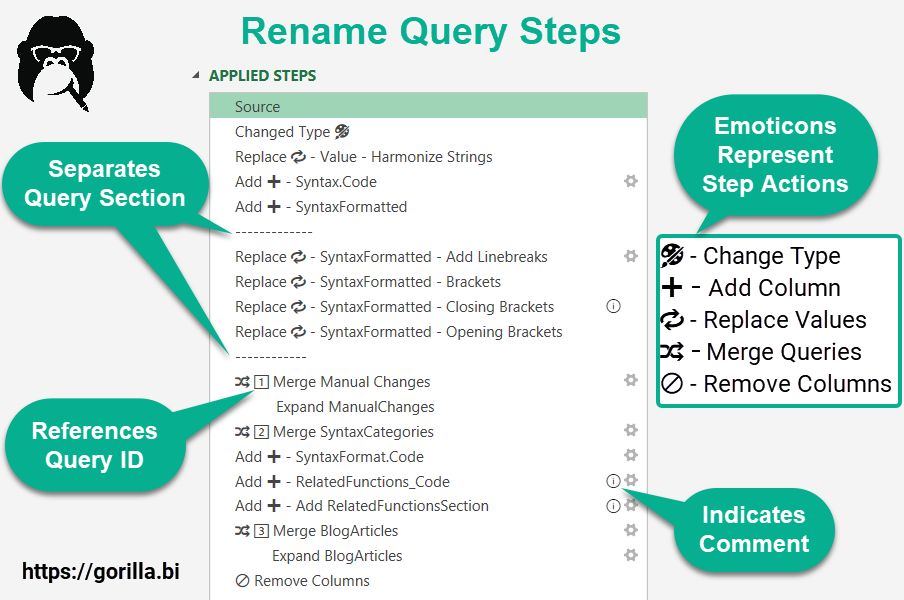 Rename Query Steps
APPLIED STEPS
Source
Changed Type
Replace - Value - Harmonize Strings
Add + - Syntax.Code
Add + - SyntaxFormatted
-------------
Replace - SyntaxFormatted - Add Linebreaks
Replace - SyntaxFormatted - Brackets
Replace - SyntaxFormatted - Closing Brackets
Replace - SyntaxFormatted - Opening Brackets
------------
1 Merge Manual Changes
Expand ManualChanges
2 Merge SyntaxCategories
Add + - SyntaxFormat.Code
Add + - RelatedFunctions_Code
Add + - Add RelatedFunctionsSection
3 Merge BlogArticles
Expand BlogArticles
Remove Columns
Separates
Query Section
References
Query ID
Emoticons
Represent
Step Actions
- Change Type
+ - Add Column
- Replace Values
- Merge Queries
- Remove Columns
Indicates
Comment
https://gorilla.bi